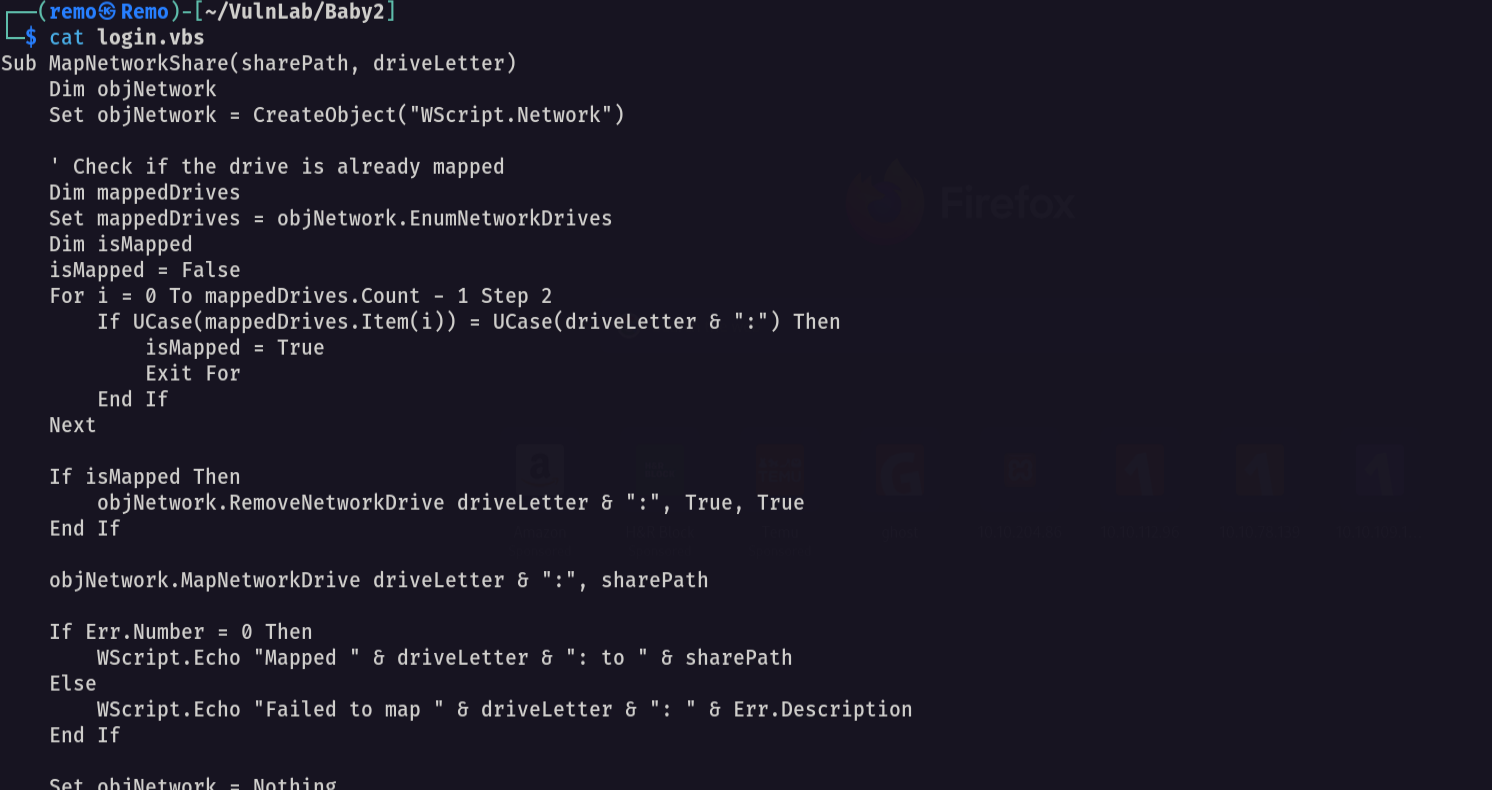 (remo㉿Remo)-[~/VulnLab/Baby2]
$ cat login.vbs
Sub MapNetworkShare(sharePath, driveLetter)
    Dim objNetwork
    Set objNetwork = CreateObject("WScript.Network")

    ' Check if the drive is already mapped
    Dim mappedDrives
    Set mappedDrives = objNetwork.EnumNetworkDrives
    Dim isMapped
    isMapped = False
    For i = 0 To mappedDrives.Count - 1 Step 2
        If UCase(mappedDrives.Item(i)) = UCase(driveLetter & ":") Then
            isMapped = True
            Exit For
        End If
    Next

    If isMapped Then
        objNetwork.RemoveNetworkDrive driveLetter & ":", True, True
    End If

    objNetwork.MapNetworkDrive driveLetter & ":", sharePath

    If Err.Number = 0 Then
        WScript.Echo "Mapped " & driveLetter & ": to " & sharePath
    Else
        WScript.Echo "Failed to map " & driveLetter & ": " & Err.Description
    End If

    Set objNetwork = Nothing
Firefox